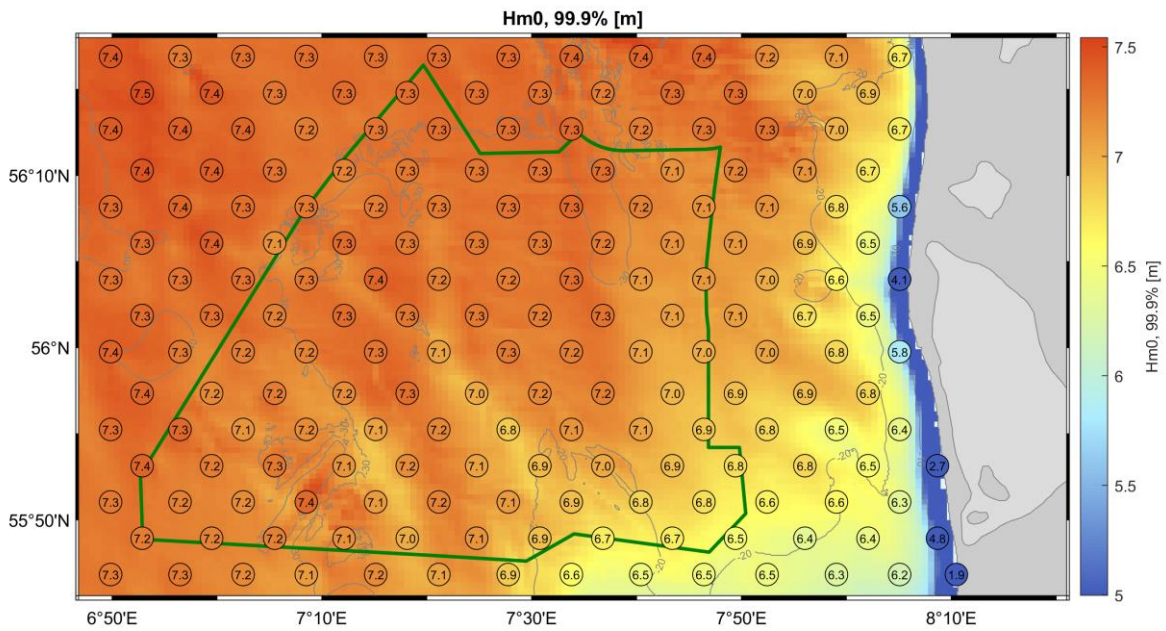 Hm0, 99.9% [m]
7.4 7.3 7.3 7.3 7.3 7.3 7.3 7.4 7.4 7.4 7.2 7.1 6.7
7.5 7.4 7.3 7.3 7.3 7.3 7.3 7.2 7.3 7.3 7.0 6.9
7.4 7.4 7.4 7.2 7.3 7.3 7.3 7.3 7.2 7.3 7.3 7.0 6.7
56°10'N
7.4 7.4 7.3 7.2 7.3 7.3 7.3 7.3 7.1 7.2 7.1 6.7
7.3 7.4 7.3 7.3 7.2 7.3 7.3 7.3 7.2 7.1 7.1 6.8 5.6
7.3 7.4 7.1 7.3 7.3 7.3 7.3 7.2 7.1 7.1 6.9 6.5
7.3 7.3 7.3 7.3 7.4 7.2 7.2 7.3 7.1 7.1 7.0 6.6 4.1
7.3 7.3 7.2 7.3 7.3 7.3 7.2 7.3 7.1 7.1 6.7 6.5
56°N
7.4 7.3 7.2 7.2 7.3 7.1 7.3 7.2 7.1 7.0 7.0 6.8 5.8
7.4 7.2 7.2 7.2 7.3 7.0 7.2 7.2 7.0 6.9 6.9 6.8
7.3 7.3 7.1 7.2 7.1 7.2 6.8 7.1 7.1 6.9 6.8 6.5 6.4
7.4 7.2 7.3 7.1 7.2 7.1 6.9 7.0 6.9 6.8 6.8 6.5 2.7
7.3 7.2 7.2 7.4 7.1 7.2 7.1 6.9 6.8 6.8 6.6 6.6 6.3
55°50'N
7.2 7.2 7.2 7.1 7.0 7.1 6.9 6.7 6.7 6.5 6.4 6.4 4.8
7.3 7.3 7.2 7.1 7.2 7.1 6.9 6.6 6.5 6.5 6.5 6.3 6.2 1.9
-20
-20
-20
-20
-30
6°50'E 7°10'E 7°30'E 7°50'E 8°10'E
7.5
7
6.5
6
5.5
5
Hm0, 99.9% [m]